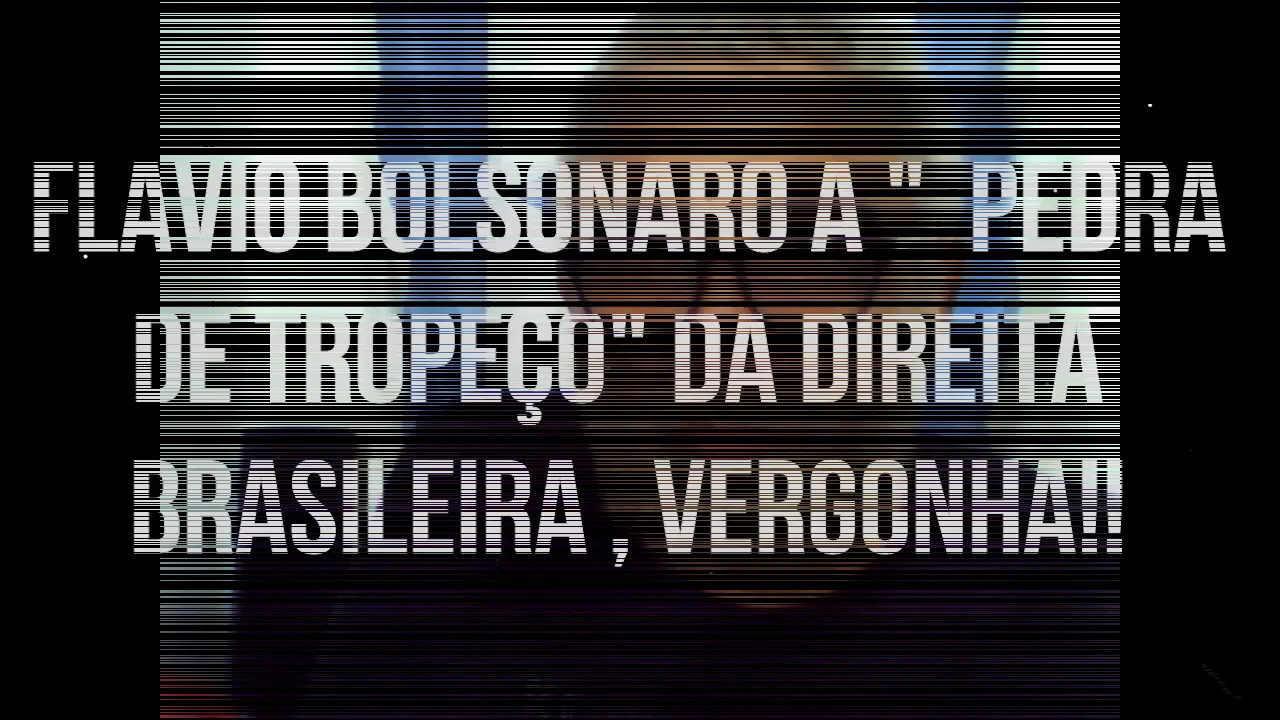 FLAVIO BOLSONARO A " PEDRA
DE TROPEÇO" DA DIREITA
BRASILEIRA , VERGONHA!!